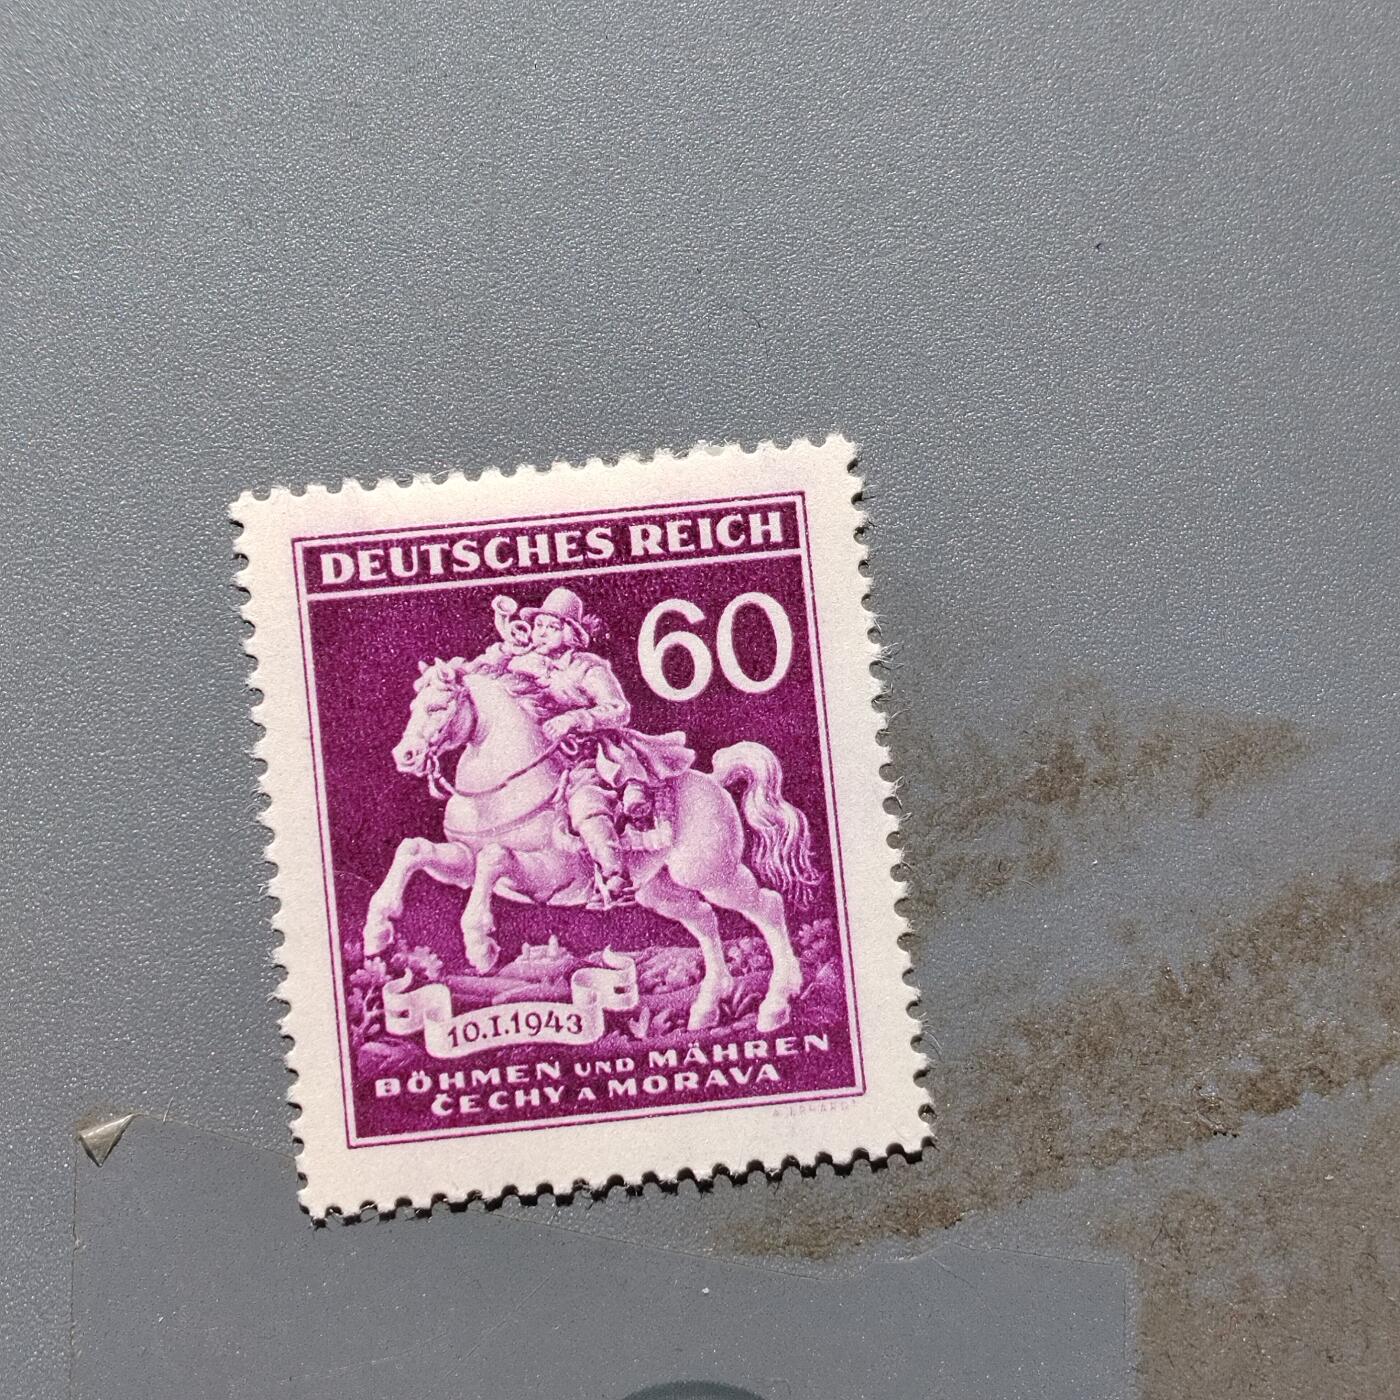 DEUTSCHES REICH
60
10.I.1943
BÖHMEN UND MÄHREN
ČECHY A MORAVA